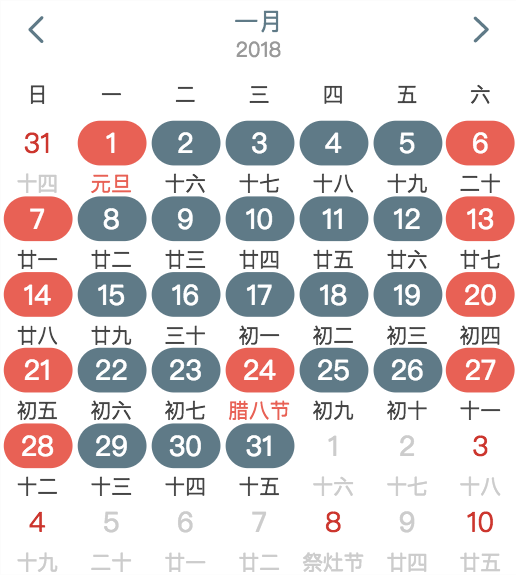 一月
2018
日 一 二 三 四 五 六
31 1 2 3 4 5 6
十四 元旦 十六 十七 十八 十九 二十
7 8 9 10 11 12 13
廿一 廿二 廿三 廿四 廿五 廿六 廿七
14 15 16 17 18 19 20
廿八 廿九 三十 初一 初二 初三 初四
21 22 23 24 25 26 27
初五 初六 初七 腊八节 初九 初十 十一
28 29 30 31 1 2 3
十二 十三 十四 十五 十六 十七 十八
4 5 6 7 8 9 10
十九 二十 廿一 廿二 祭灶节 廿四 廿五